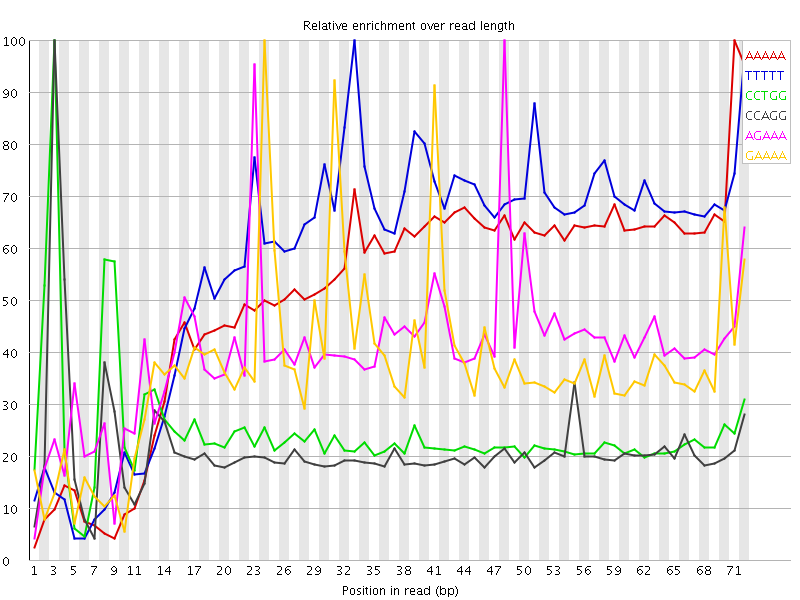 Relative enrichment over read length
100
90
80
70
60
50
40
30
20
10
0
AAAAA
TTTTT
CCTGG
CCAGG
AGAAA
GAAAA
1 3 5 7 9 11 14 17 20 23 26 29 32 35 38 41 44 47 50 53 56 59 62 65 68 71
Position in read (bp)